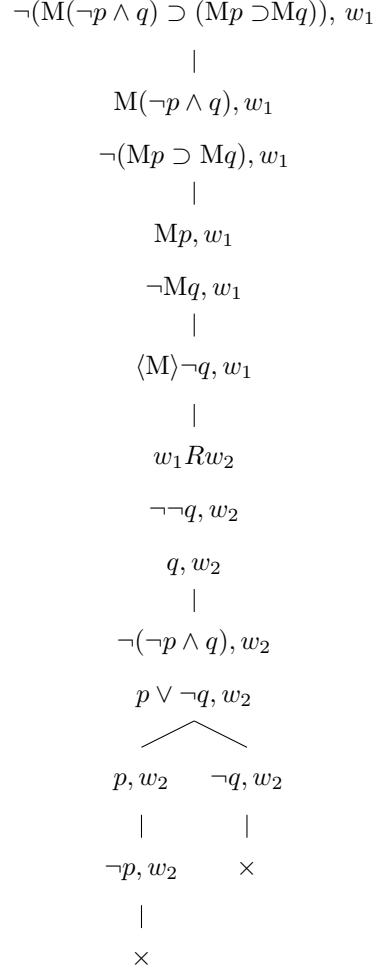 ¬(M(¬p ∧ q) ⊃ (Mp ⊃Mq)), w₁
M(¬p ∧ q), w₁
¬(Mp ⊃ Mq), w₁
Mp, w₁
¬Mq, w₁
⟨M⟩¬q, w₁
w₁Rw₂
¬¬q, w₂
q, w₂
¬(¬p ∧ q), w₂
p ∨ ¬q, w₂
p, w₂ ¬q, w₂
¬p, w₂ ×
×